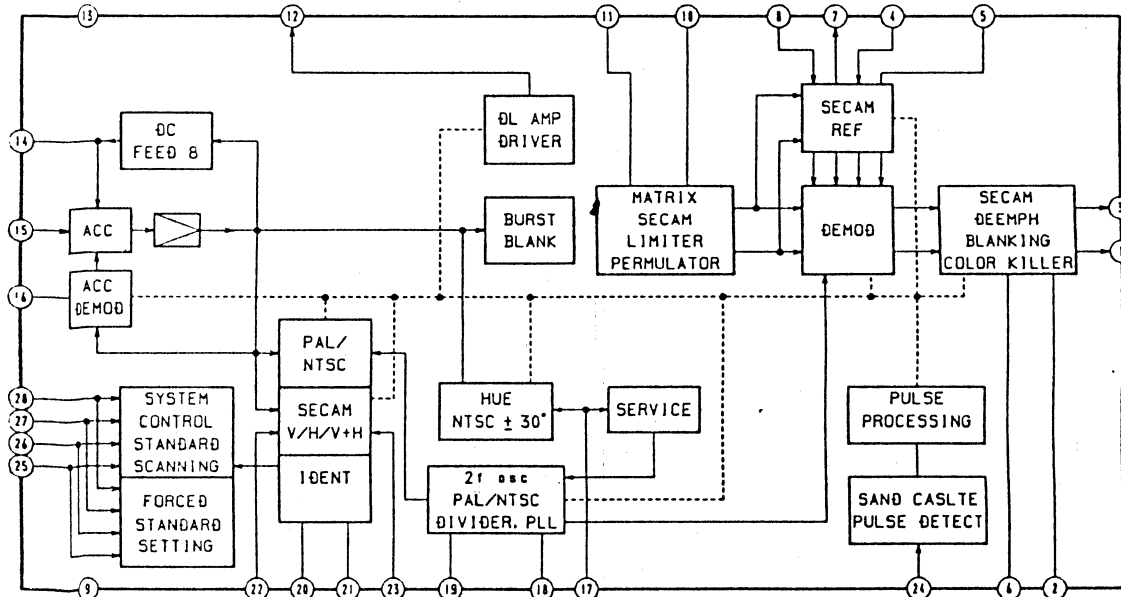 13
12
11
10
8
7
4
5
14
DC
FEED 8
DL AMP
DRIVER
SECAM
REF
15
ACC
BURST
BLANK
MATRIX
SECAM
LIMITER
PERMULATOR
DEMOD
SECAM
DEEMPH
BLANKING
COLOR KILLER
16
ACC
DEMOD
PAL/
NTSC
28
27
26
25
SYSTEM
CONTROL
STANDARD
SCANNING
SECAM
V/H/V+H
HUE
NTSC ± 30°
SERVICE
PULSE
PROCESSING
FORCED
STANDARD
SETTING
IDENT
2f osc
PAL/NTSC
DIVIDER, PLL
SAND CASLTE
PULSE DETECT
9
22
20
21
23
19
18
17
24
6
2